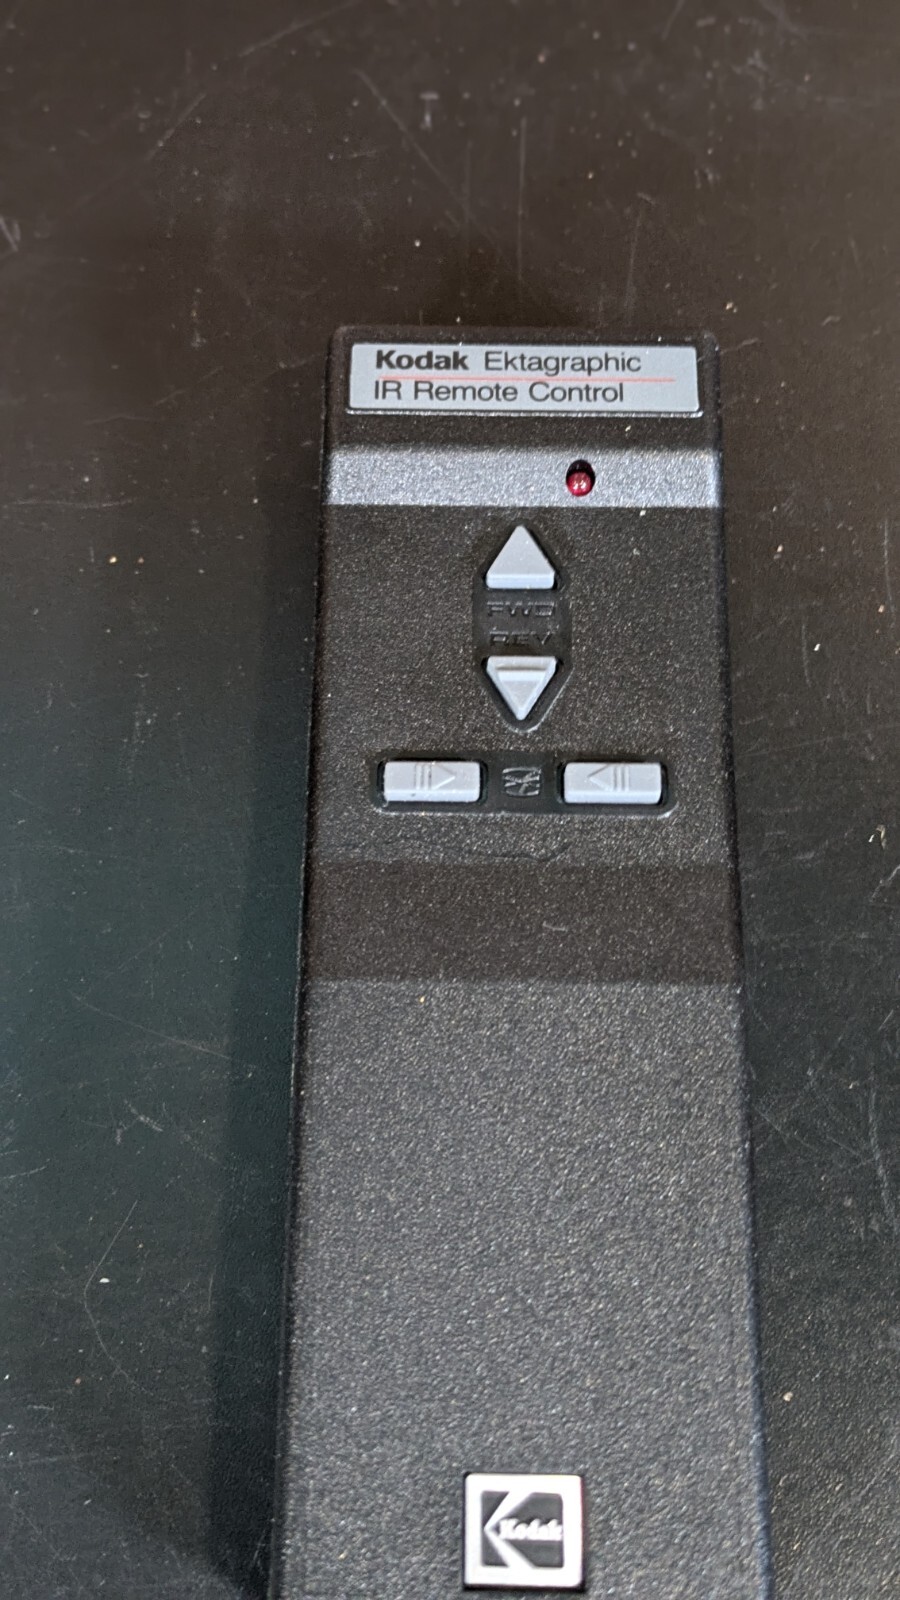 Kodak Ektagraphic
IR Remote Control
FWD
REV
Kodak